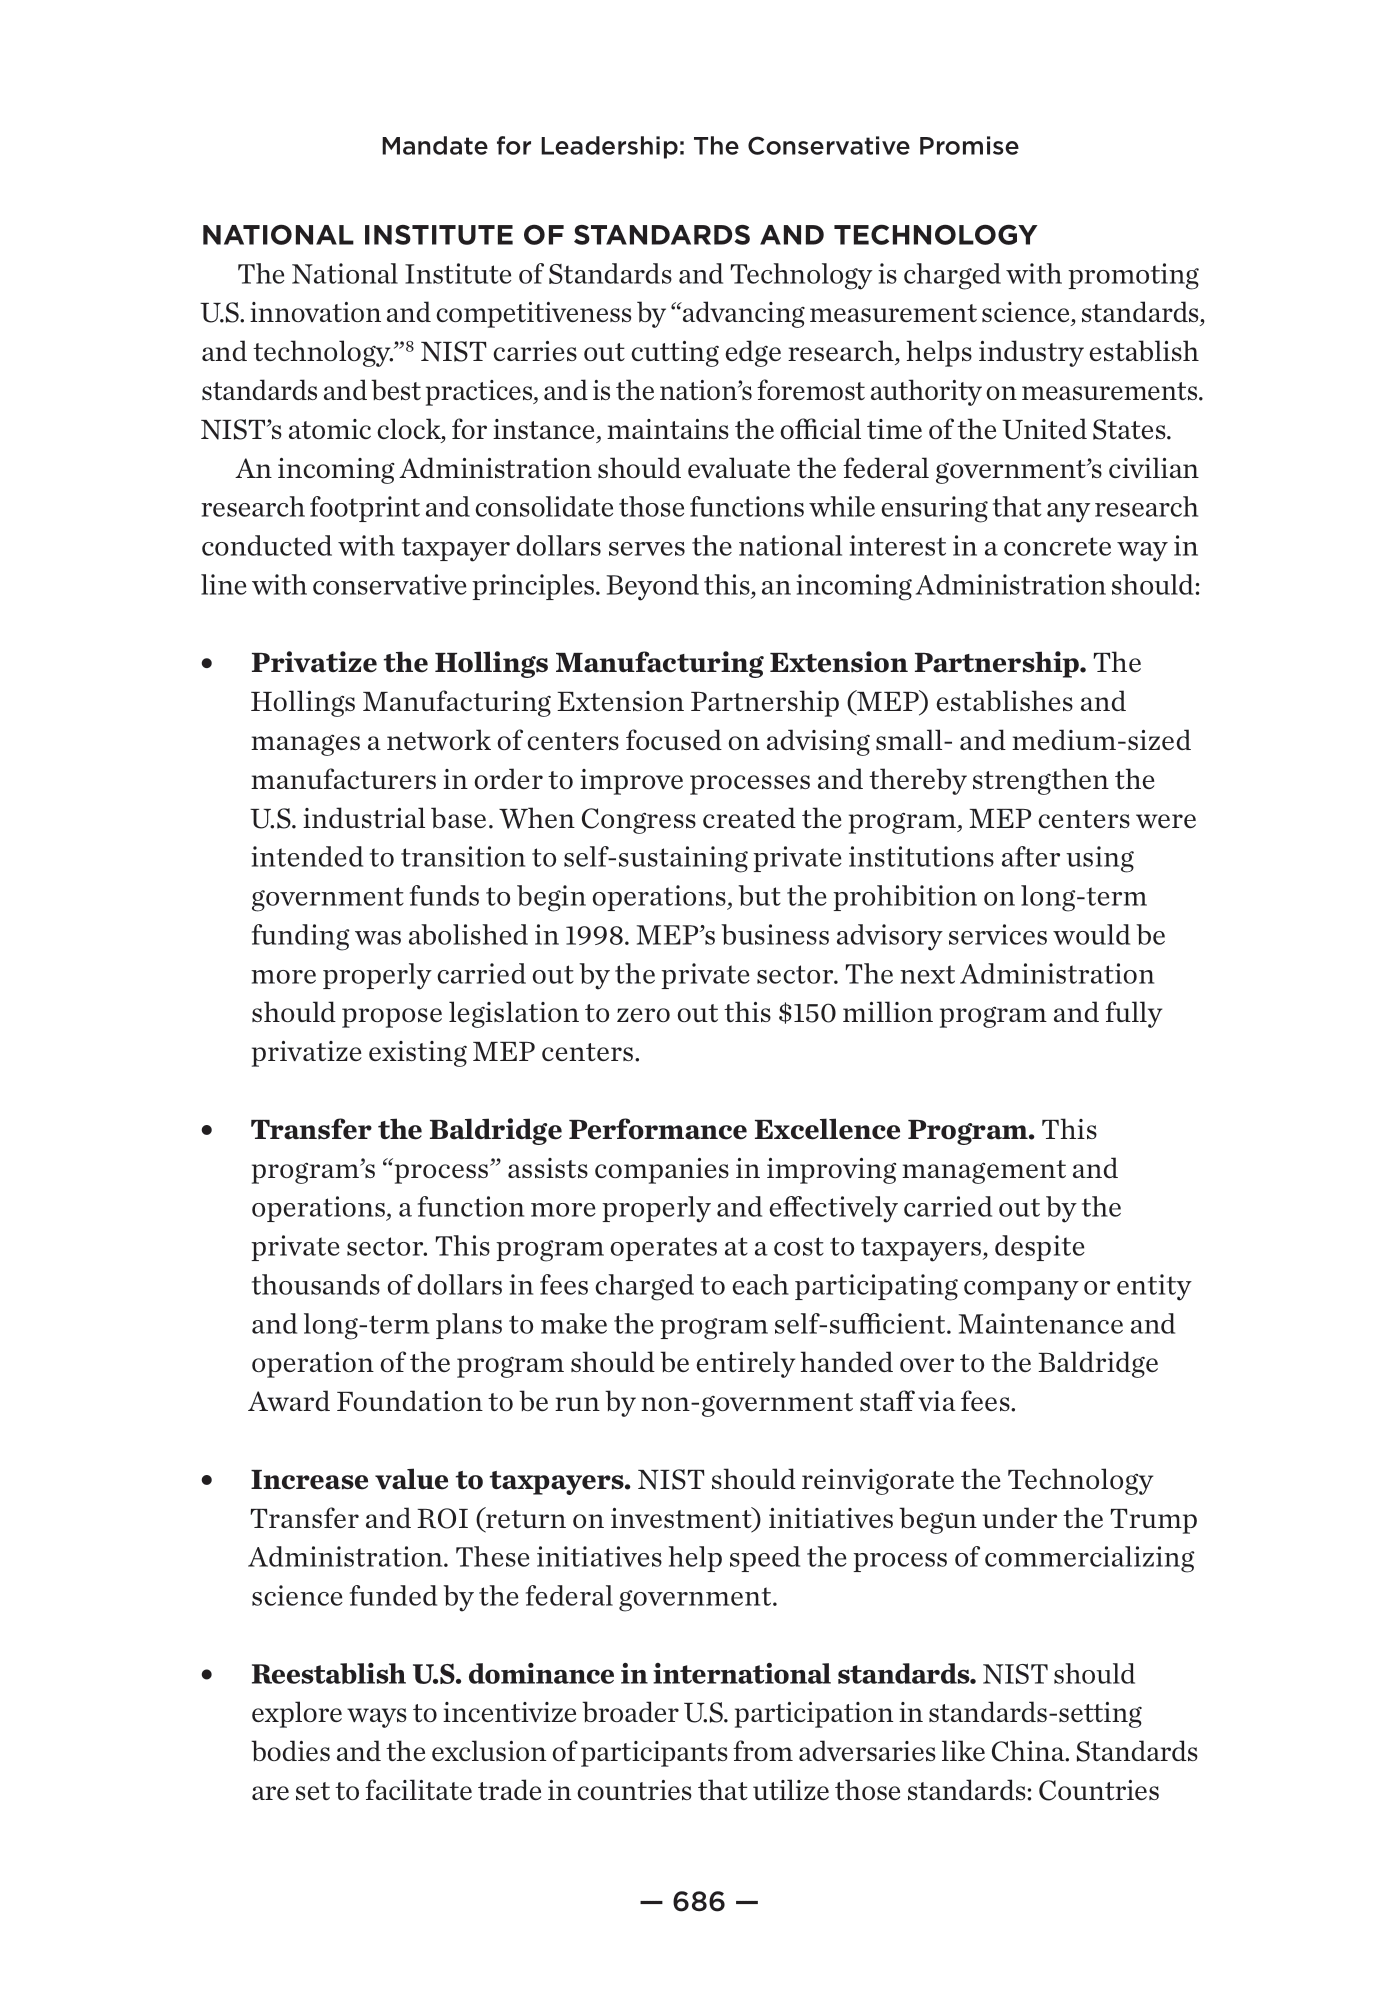 Mandate for Leadership: The Conservative Promise
NATIONAL INSTITUTE OF STANDARDS AND TECHNOLOGY
The National Institute of Standards and Technology is charged with promoting
U.S. innovation and competitiveness by “advancing measurement science, standards,
and technology.”⁸ NIST carries out cutting edge research, helps industry establish
standards and best practices, and is the nation’s foremost authority on measurements.
NIST’s atomic clock, for instance, maintains the official time of the United States.
An incoming Administration should evaluate the federal government’s civilian
research footprint and consolidate those functions while ensuring that any research
conducted with taxpayer dollars serves the national interest in a concrete way in
line with conservative principles. Beyond this, an incoming Administration should:
• Privatize the Hollings Manufacturing Extension Partnership. The
Hollings Manufacturing Extension Partnership (MEP) establishes and
manages a network of centers focused on advising small- and medium-sized
manufacturers in order to improve processes and thereby strengthen the
U.S. industrial base. When Congress created the program, MEP centers were
intended to transition to self-sustaining private institutions after using
government funds to begin operations, but the prohibition on long-term
funding was abolished in 1998. MEP’s business advisory services would be
more properly carried out by the private sector. The next Administration
should propose legislation to zero out this $150 million program and fully
privatize existing MEP centers.
• Transfer the Baldridge Performance Excellence Program. This
program’s “process” assists companies in improving management and
operations, a function more properly and effectively carried out by the
private sector. This program operates at a cost to taxpayers, despite
thousands of dollars in fees charged to each participating company or entity
and long-term plans to make the program self-sufficient. Maintenance and
operation of the program should be entirely handed over to the Baldridge
Award Foundation to be run by non-government staff via fees.
• Increase value to taxpayers. NIST should reinvigorate the Technology
Transfer and ROI (return on investment) initiatives begun under the Trump
Administration. These initiatives help speed the process of commercializing
science funded by the federal government.
• Reestablish U.S. dominance in international standards. NIST should
explore ways to incentivize broader U.S. participation in standards-setting
bodies and the exclusion of participants from adversaries like China. Standards
are set to facilitate trade in countries that utilize those standards: Countries
— 686 —